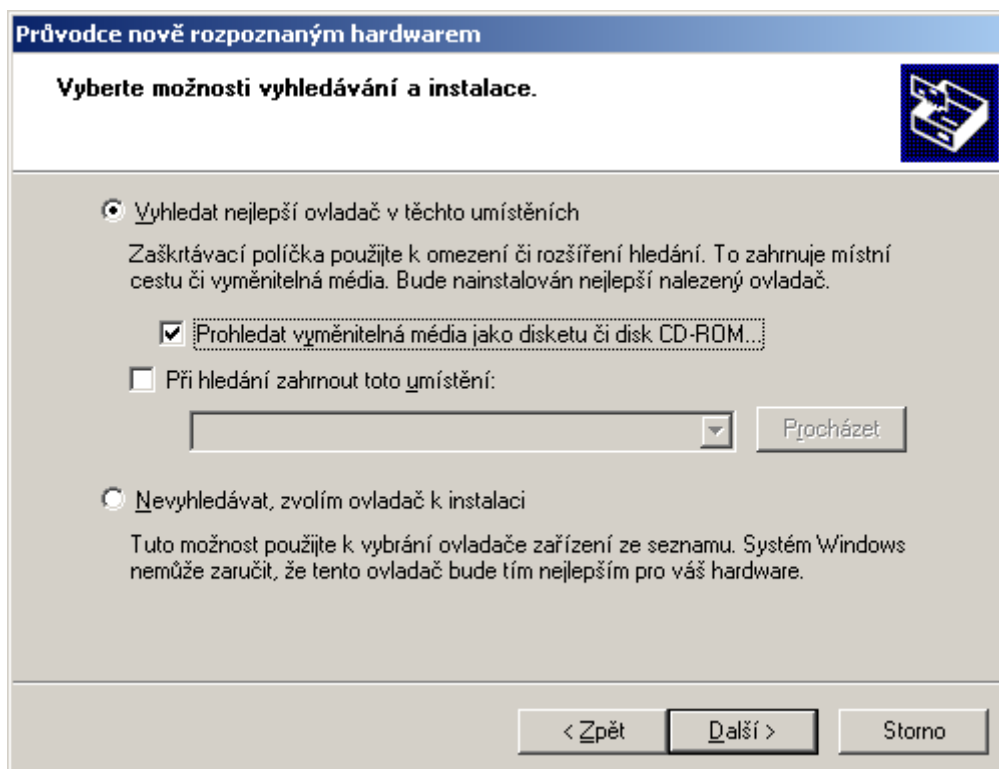 Průvodce nově rozpoznaným hardwarem
Vyberte možnosti vyhledávání a instalace.
Vyhledat nejlepší ovladač v těchto umístěních
Zaškrtávací políčka použijte k omezení či rozšíření hledání. To zahrnuje místní
cestu či vyměnitelná média. Bude nainstalován nejlepší nalezený ovladač.
Prohledat vyměnitelná média jako disketu či disk CD-ROM...
Při hledání zahrnout toto umístění:
Procházet
Nevyhledávat, zvolím ovladač k instalaci
Tuto možnost použijte k vybrání ovladače zařízení ze seznamu. Systém Windows
nemůže zaručit, že tento ovladač bude tím nejlepším pro váš hardware.
< Zpět Další > Storno